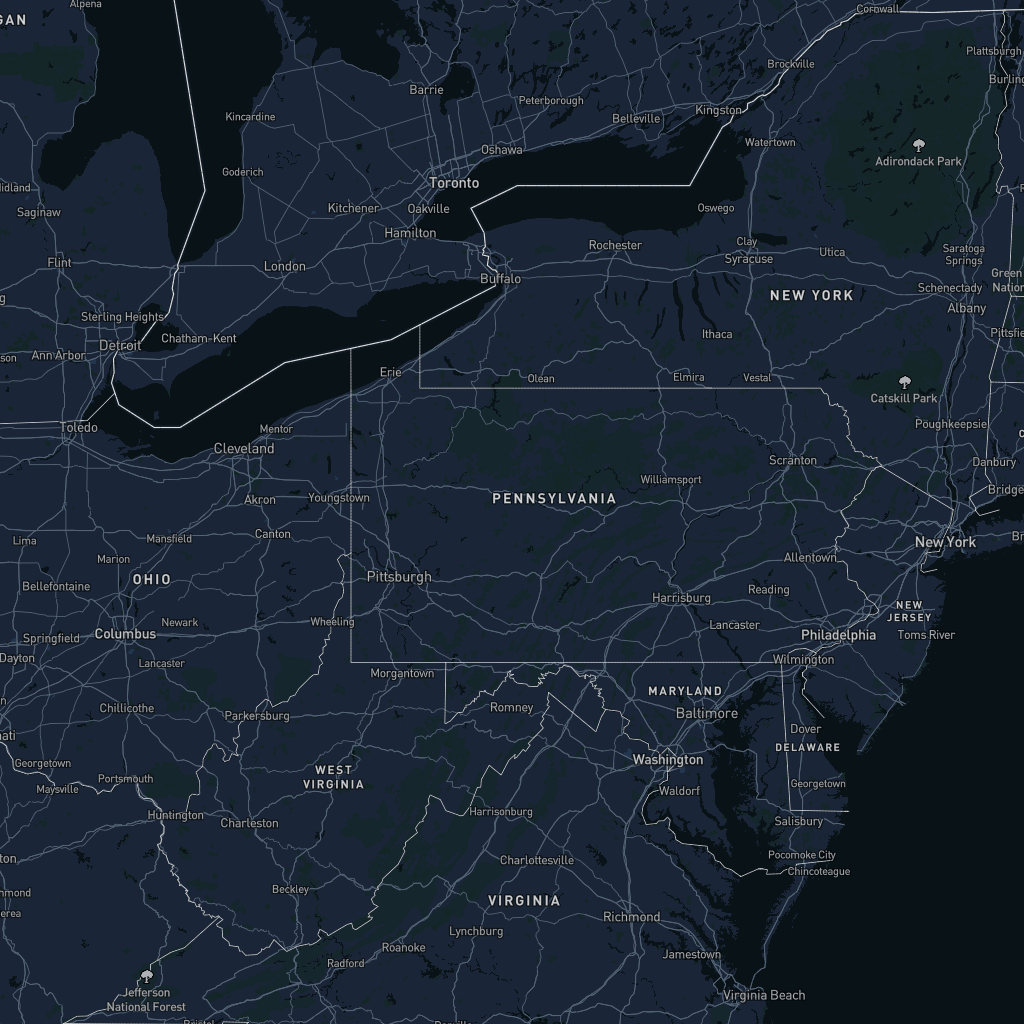 Alpena
GAN
Cornwall
Plattsburgh
Brockville
Burling
Barrie
Peterborough
Kingston
Kincardine
Belleville
Watertown
Oshawa
Adirondack Park
Goderich
Toronto
idland
Saginaw
Kitchener
Oakville
Oswego
Hamilton
Rochester
Clay
Syracuse
Utica
Saratoga
Springs
Flint
London
Buffalo
Green
Nation
Schenectady
NEW YORK
Albany
Sterling Heights
Chatham-Kent
Ithaca
Pittsfie
Detroit
son
Ann Arbor
Erie
Olean
Elmira
Vestal
Catskill Park
Poughkeepsie
Toledo
Mentor
Cleveland
Scranton
Danbury
Williamsport
Bridge
Akron
Youngstown
PENNSYLVANIA
Lima
Mansfield
Canton
New York
Br
Marion
Allentown
OHIO
Bellefontaine
Pittsburgh
Reading
Harrisburg
NEW
JERSEY
Newark
Wheeling
Lancaster
Springfield
Columbus
Philadelphia
Toms River
Dayton
Lancaster
Wilmington
Morgantown
MARYLAND
n
Chillicothe
Romney
Baltimore
Parkersburg
Dover
ati
DELAWARE
Georgetown
Washington
WEST
VIRGINIA
Portsmouth
Maysville
Waldorf
Georgetown
Huntington
Charleston
Harrisonburg
Salisbury
ton
Charlottesville
Pocomoke City
Chincoteague
hmond
Beckley
VIRGINIA
erea
Richmond
Lynchburg
Roanoke
Jamestown
Radford
Jefferson
National Forest
Virginia Beach